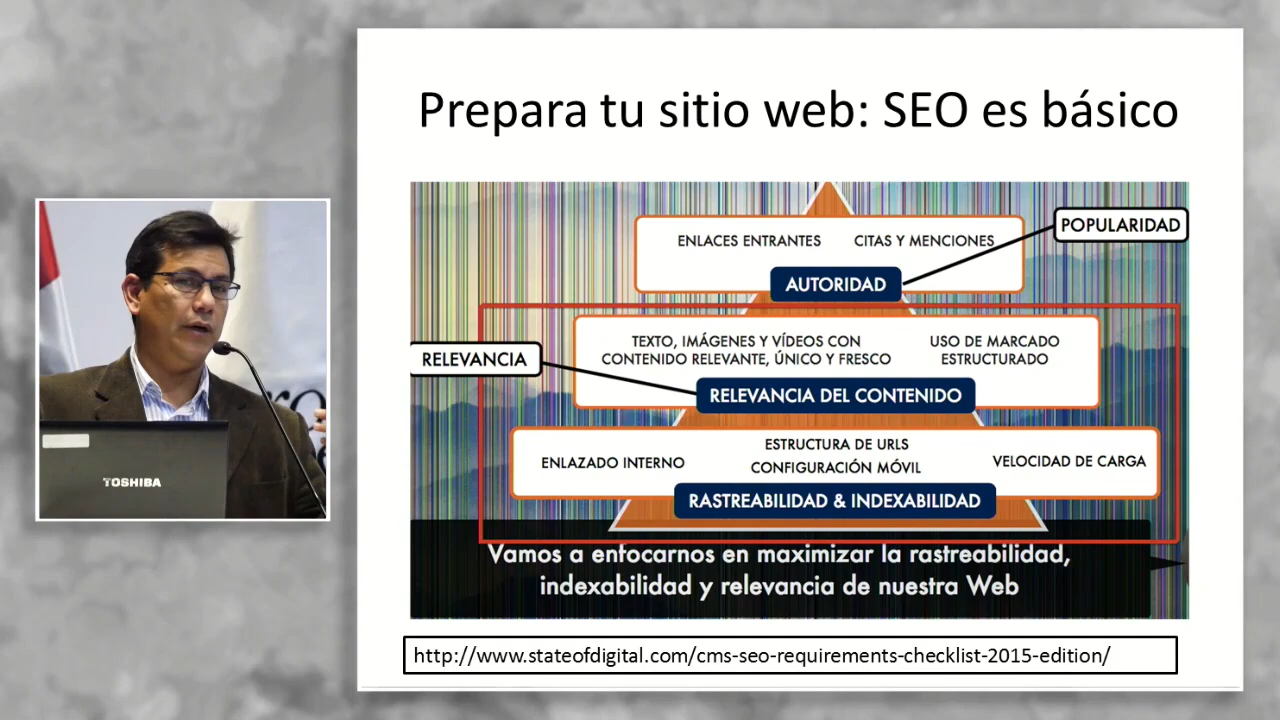 Prepara tu sitio web: SEO es básico
ENLACES ENTRANTES
CITAS Y MENCIONES
POPULARIDAD
AUTORIDAD
TEXTO, IMÁGENES Y VÍDEOS CON
CONTENIDO RELEVANTE, ÚNICO Y FRESCO
USO DE MARCADO
ESTRUCTURADO
RELEVANCIA
RELEVANCIA DEL CONTENIDO
ENLAZADO INTERNO
ESTRUCTURA DE URLS
CONFIGURACIÓN MÓVIL
VELOCIDAD DE CARGA
RASTREABILIDAD & INDEXABILIDAD
Vamos a enfocarnos en maximizar la rastreabilidad,
indexabilidad y relevancia de nuestra Web
http://www.stateofdigital.com/cms-seo-requirements-checklist-2015-edition/
TOSHIBA